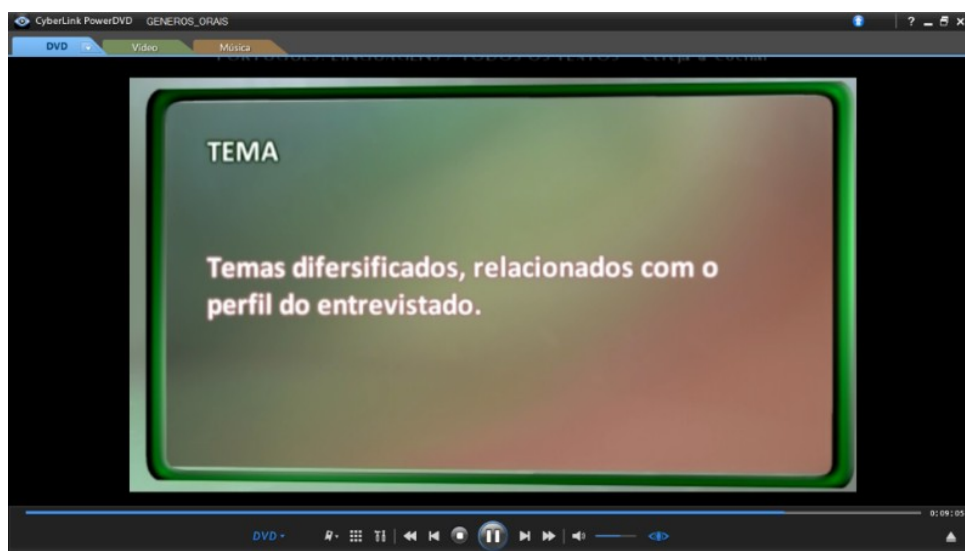 CyberLink PowerDVD GENEROS_ORAIS
? 
DVD Vídeo Música
TEMA
Temas difersificados, relacionados com o
perfil do entrevistado.
0:09:05
DVD